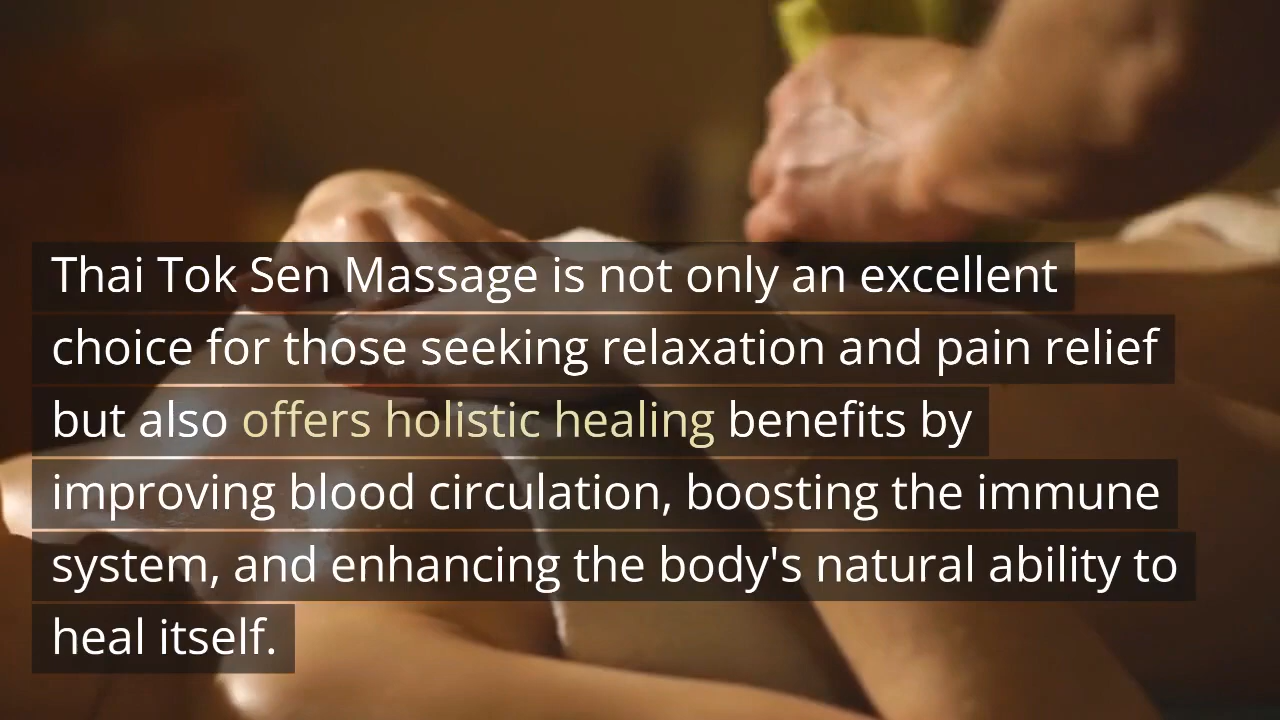 Thai Tok Sen Massage is not only an excellent
choice for those seeking relaxation and pain relief
but also offers holistic healing benefits by
improving blood circulation, boosting the immune
system, and enhancing the body's natural ability to
heal itself.